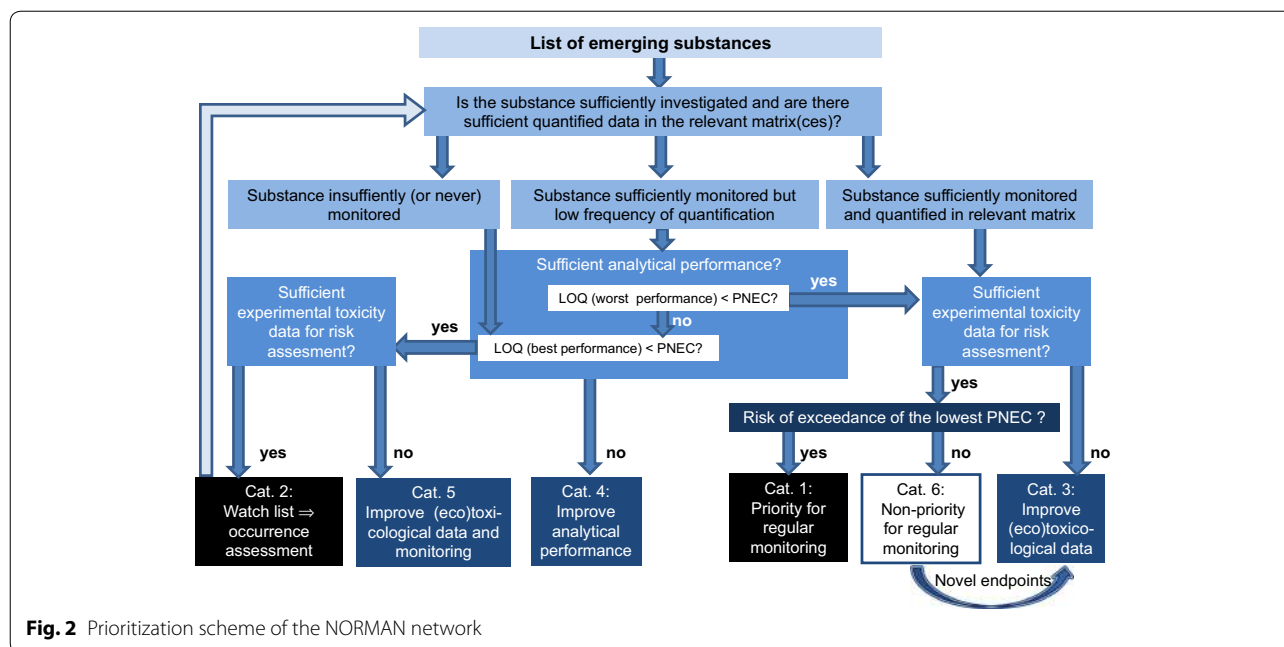 List of emerging substances
Is the substance sufficiently investigated and are there
sufficient quantified data in the relevant matrix(ces)?
Substance insuffiently (or never)
monitored
Substance sufficiently monitored but
low frequency of quantification
Substance sufficiently monitored
and quantified in relevant matrix
Sufficient analytical performance?
LOQ (worst performance) < PNEC?
yes
no
LOQ (best performance) < PNEC?
yes
Sufficient
experimental toxicity
data for risk
assesment?
Sufficient
experimental toxicity
data for risk
assesment?
yes
Risk of exceedance of the lowest PNEC ?
yes
no
no
yes
no
no
Cat. 2:
Watch list ⇒
occurrence
assessment
Cat. 5
Improve (eco)toxi-
cological data and
monitoring
Cat. 4:
Improve
analytical
performance
Cat. 1:
Priority for
regular
monitoring
Cat. 6:
Non-priority
for regular
monitoring
Cat. 3:
Improve
(eco)toxico-
logical data
Novel endpoints
Fig. 2 Prioritization scheme of the NORMAN network